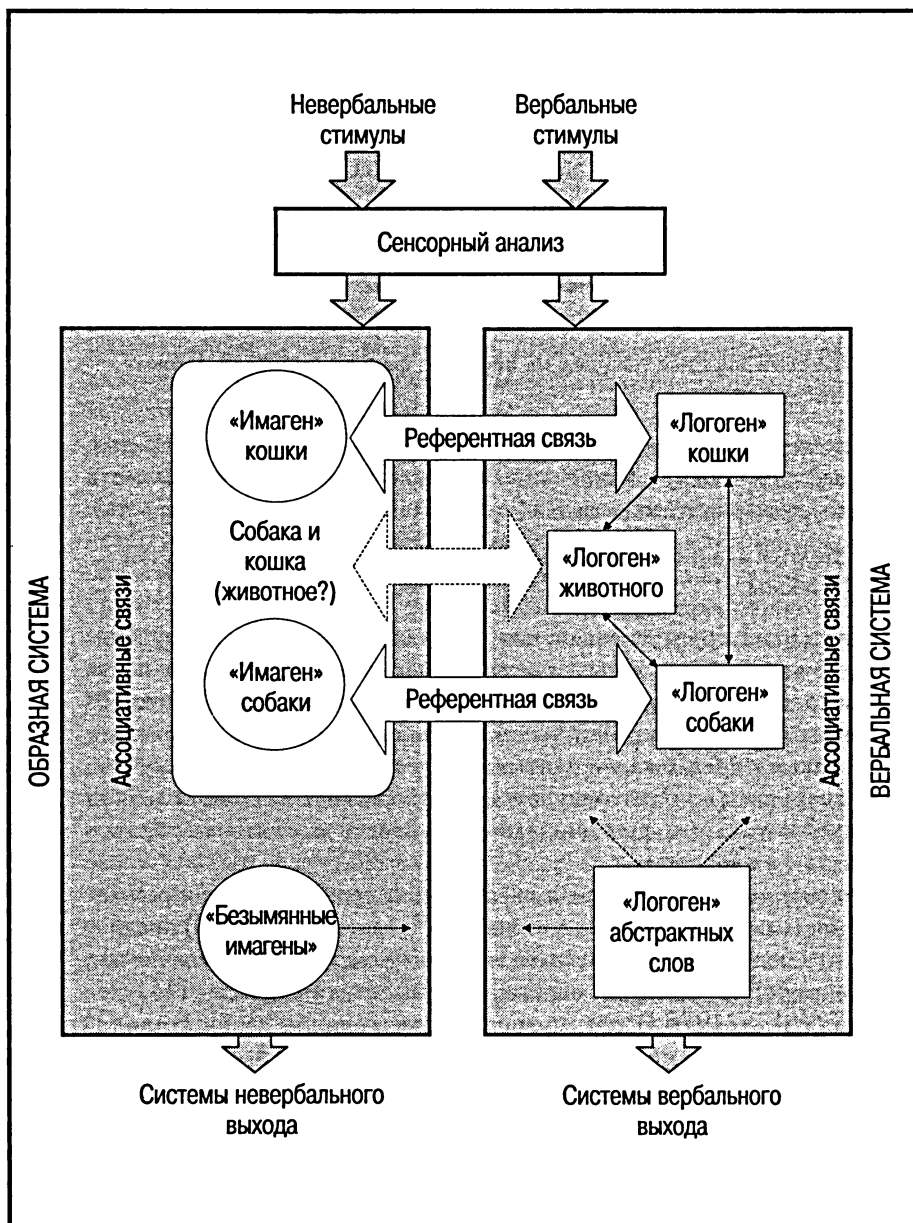 Невербальные
стимулы
Вербальные
стимулы
Сенсорный анализ
ОБРАЗНАЯ СИСТЕМА
Ассоциативные связи
«Имаген»
кошки
Собака и
кошка
(животное?)
«Имаген»
собаки
«Безымянные
имагены»
Референтная связь
Референтная связь
«Логоген»
кошки
«Логоген»
животного
«Логоген»
собаки
«Логоген»
абстрактных
слов
Ассоциативные связи
ВЕРБАЛЬНАЯ СИСТЕМА
Системы невербального
выхода
Системы вербального
выхода